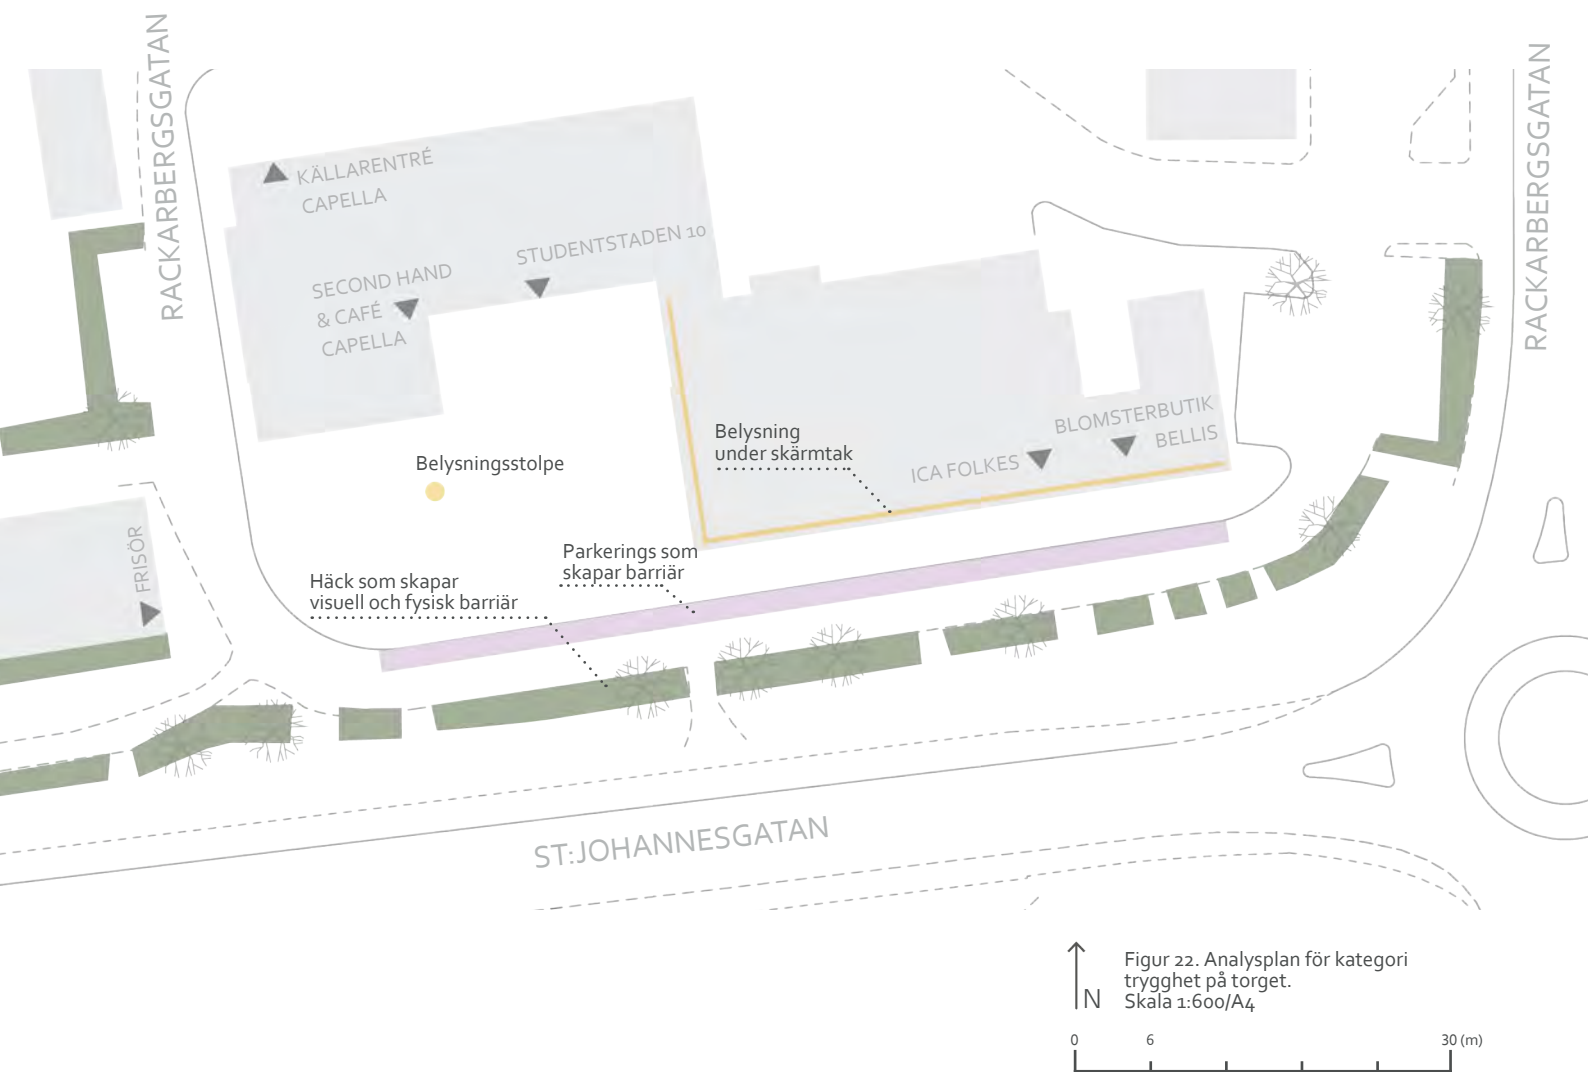 RACKARBERGSGATAN
RACKARBERGSGATAN
KÄLLARENTRÉ
CAPELLA
STUDENTSTADEN 10
SECOND HAND
& CAFÉ
CAPELLA
BLOMSTERBUTIK
BELLIS
ICA FOLKES
Belysning
under skärmtak
Belysningsstolpe
FRISÖR
Parkerings som
skapar barriär
Häck som skapar
visuell och fysisk barriär
ST:JOHANNESGATAN
N
Figur 22. Analysplan för kategori
trygghet på torget.
Skala 1:600/A4
0 6 30 (m)